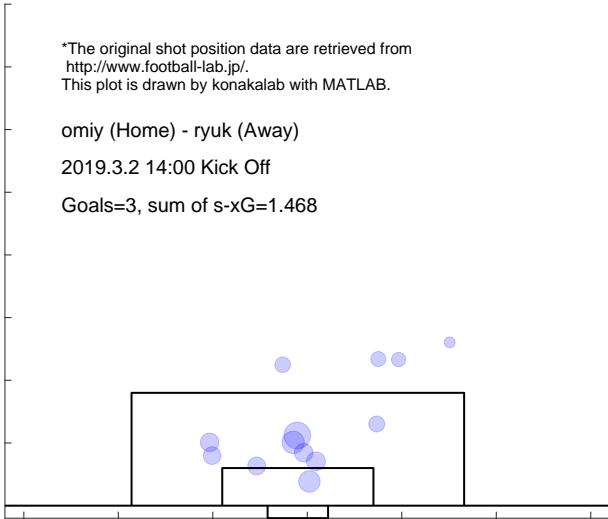 *The original shot position data are retrieved from
http://www.football-lab.jp/.
This plot is drawn by konakalab with MATLAB.
omiy (Home) - ryuk (Away)
2019.3.2 14:00 Kick Off
Goals=3, sum of s-xG=1.468